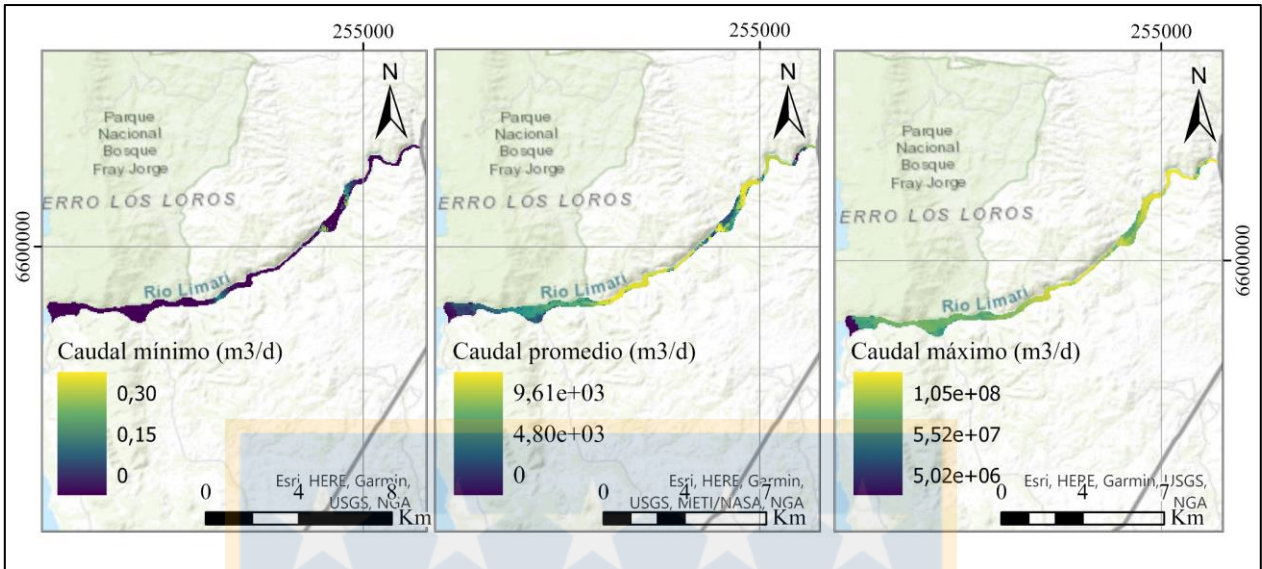 255000
N
Parque
Nacional
Bosque
Fray Jorge
ERRO LOS LOROS
6600000
Río Limarí
Caudal mínimo (m3/d)
0,30
0,15
0
Esri, HERE, Garmin,
USGS, NGA
0 4 8
Km
255000
N
Parque
Nacional
Bosque
Fray Jorge
ERRO LOS LOROS
Río Limarí
Caudal promedio (m3/d)
9,61e+03
4,80e+03
0
Esri, HERE, Garmin,
USGS, METI/NASA, NGA
0 4 7
Km
255000
N
Parque
Nacional
Bosque
Fray Jorge
ERRO LOS LOROS
6600000
Río Limarí
Caudal máximo (m3/d)
1,05e+08
5,52e+07
5,02e+06
Esri, HERE, Garmin, USGS,
NGA
0 4 7
Km